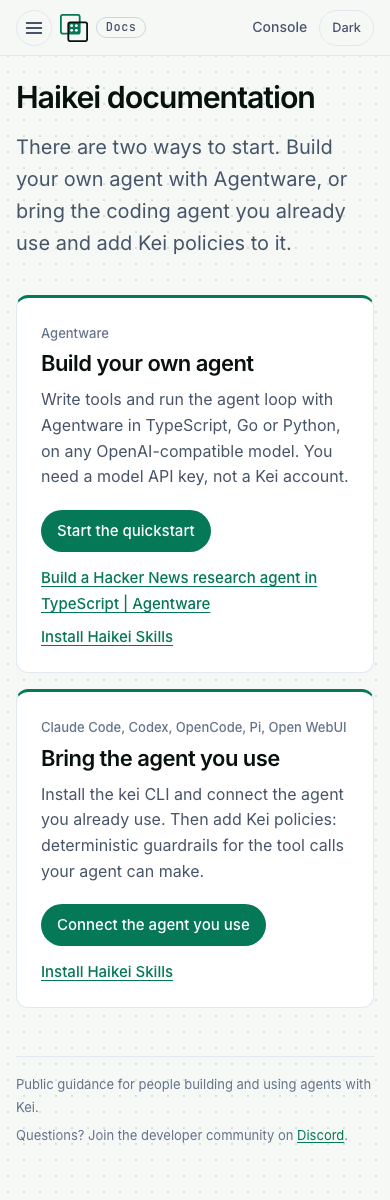 Docs
Console
Dark
Haikei documentation
There are two ways to start. Build
your own agent with Agentware, or
bring the coding agent you already
use and add Kei policies to it.
Agentware
Build your own agent
Write tools and run the agent loop with
Agentware in TypeScript, Go or Python,
on any OpenAI-compatible model. You
need a model API key, not a Kei account.
Start the quickstart
Build a Hacker News research agent in
TypeScript | Agentware
Install Haikei Skills
Claude Code, Codex, OpenCode, Pi, Open WebUI
Bring the agent you use
Install the kei CLI and connect the agent
you already use. Then add Kei policies:
deterministic guardrails for the tool calls
your agent can make.
Connect the agent you use
Install Haikei Skills
Public guidance for people building and using agents with
Kei.
Questions? Join the developer community on Discord.